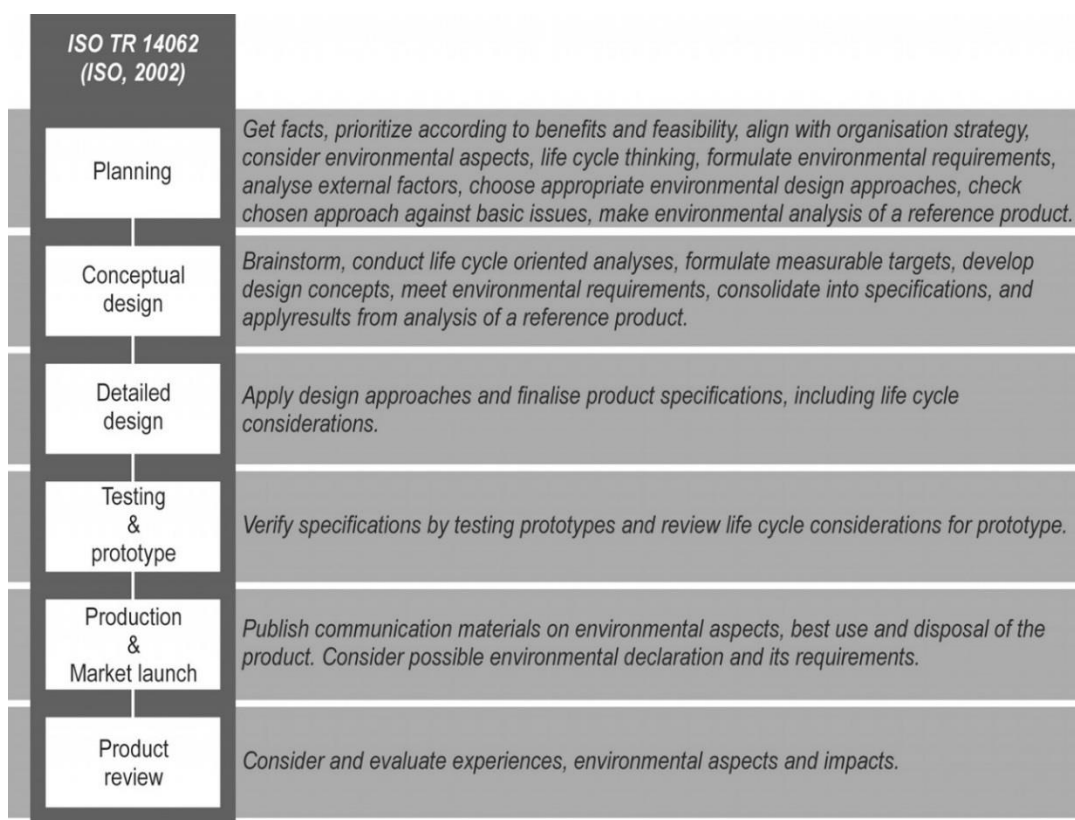 ISO TR 14062
(ISO, 2002)
Planning
Get facts, prioritize according to benefits and feasibility, align with organisation strategy,
consider environmental aspects, life cycle thinking, formulate environmental requirements,
analyse external factors, choose appropriate environmental design approaches, check
chosen approach against basic issues, make environmental analysis of a reference product.
Conceptual
design
Brainstorm, conduct life cycle oriented analyses, formulate measurable targets, develop
design concepts, meet environmental requirements, consolidate into specifications, and
applyresults from analysis of a reference product.
Detailed
design
Apply design approaches and finalise product specifications, including life cycle
considerations.
Testing
&
prototype
Verify specifications by testing prototypes and review life cycle considerations for prototype.
Production
&
Market launch
Publish communication materials on environmental aspects, best use and disposal of the
product. Consider possible environmental declaration and its requirements.
Product
review
Consider and evaluate experiences, environmental aspects and impacts.